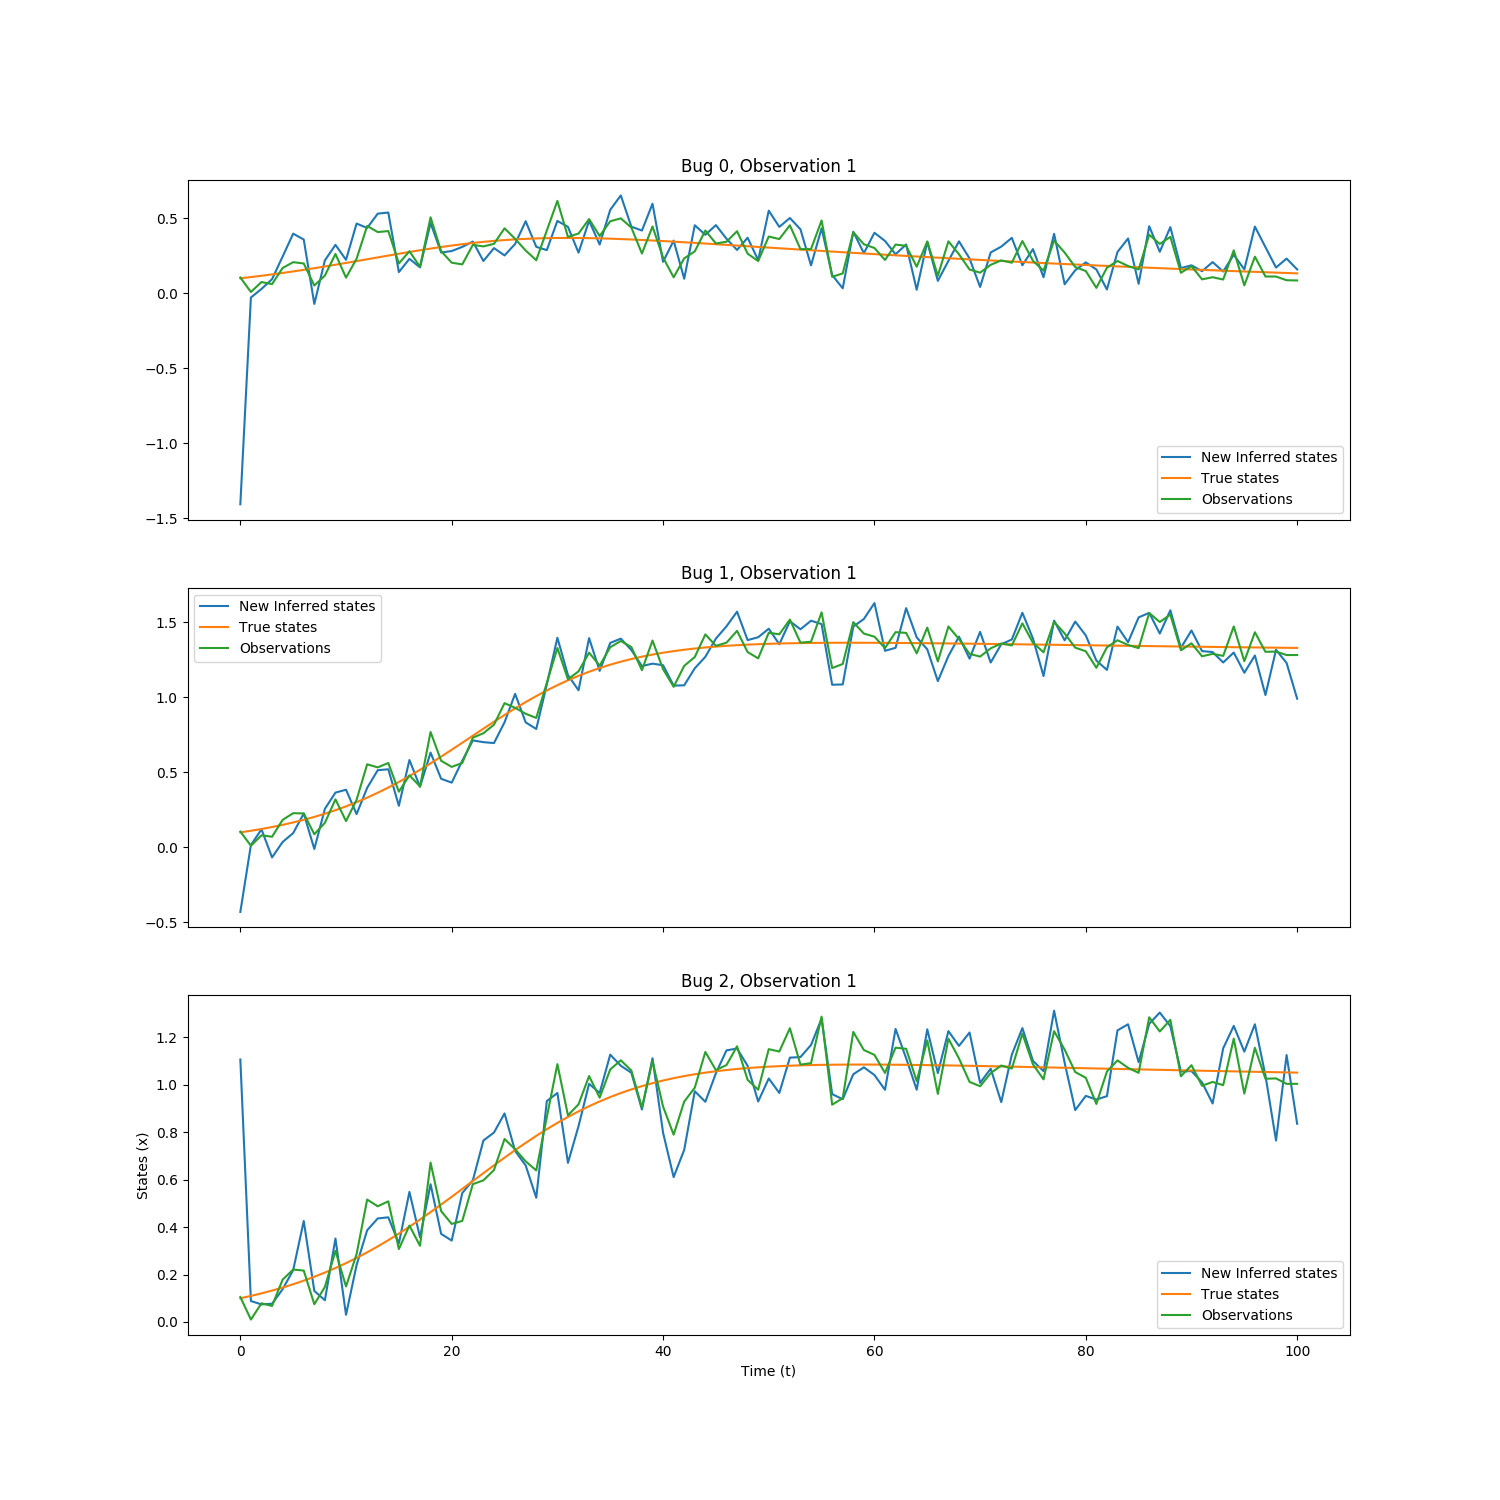 Bug 0, Observation 1
0.5
0.0
−0.5
−1.0
−1.5
New Inferred states
True states
Observations
Bug 1, Observation 1
1.5
1.0
0.5
0.0
−0.5
New Inferred states
True states
Observations
Bug 2, Observation 1
States (x)
1.2
1.0
0.8
0.6
0.4
0.2
0.0
New Inferred states
True states
Observations
0 20 40 60 80 100
Time (t)